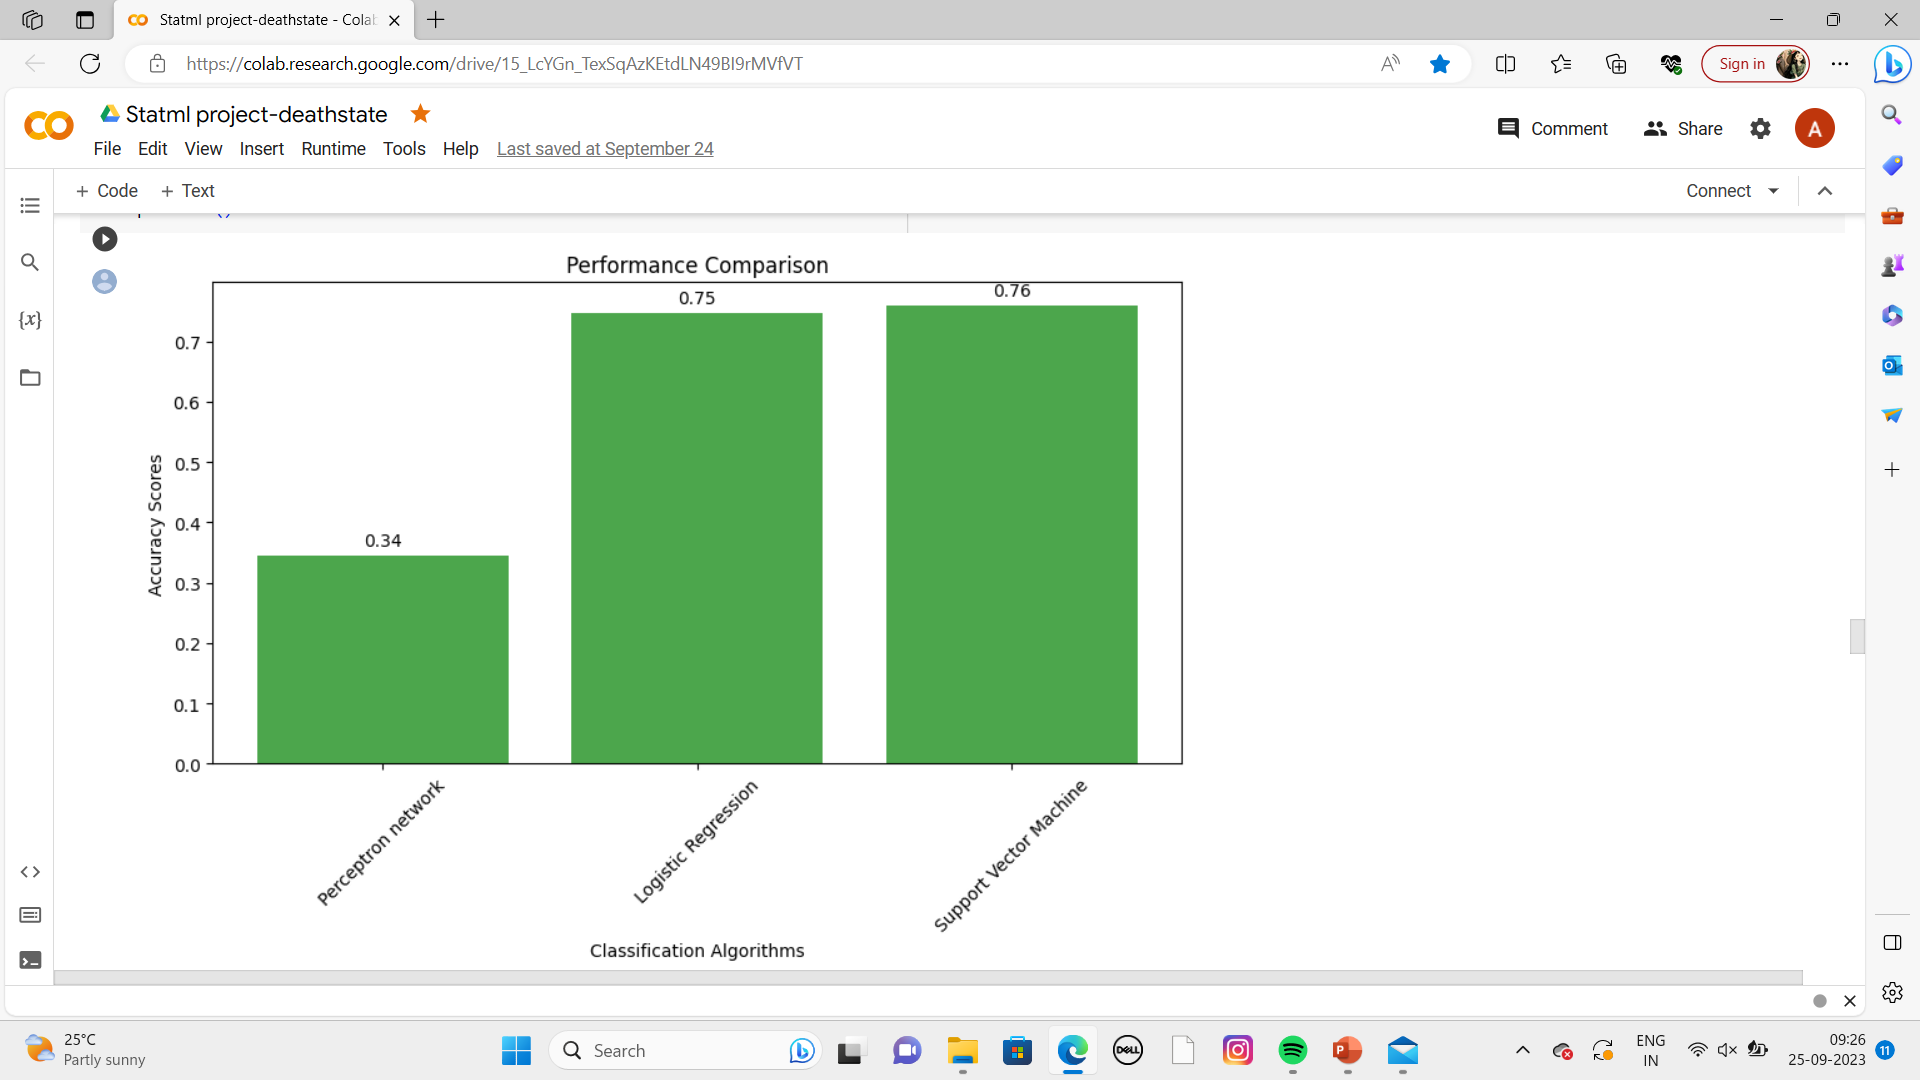 Statml project-deathstate - Colab
https://colab.research.google.com/drive/15_LcYGn_TexSqAzKEtdLN49BI9rMVfVT
Sign in
Statml project-deathstate
File Edit View Insert Runtime Tools Help Last saved at September 24
Comment
Share
A
+ Code + Text
Connect
{x}
Performance Comparison
0.75
0.76
0.34
0.7
0.6
0.5
0.4
0.3
0.2
0.1
0.0
Accuracy Scores
Perceptron network
Logistic Regression
Support Vector Machine
Classification Algorithms
25°C
Partly sunny
Search
DELL
ENG
IN
09:26
25-09-2023
11